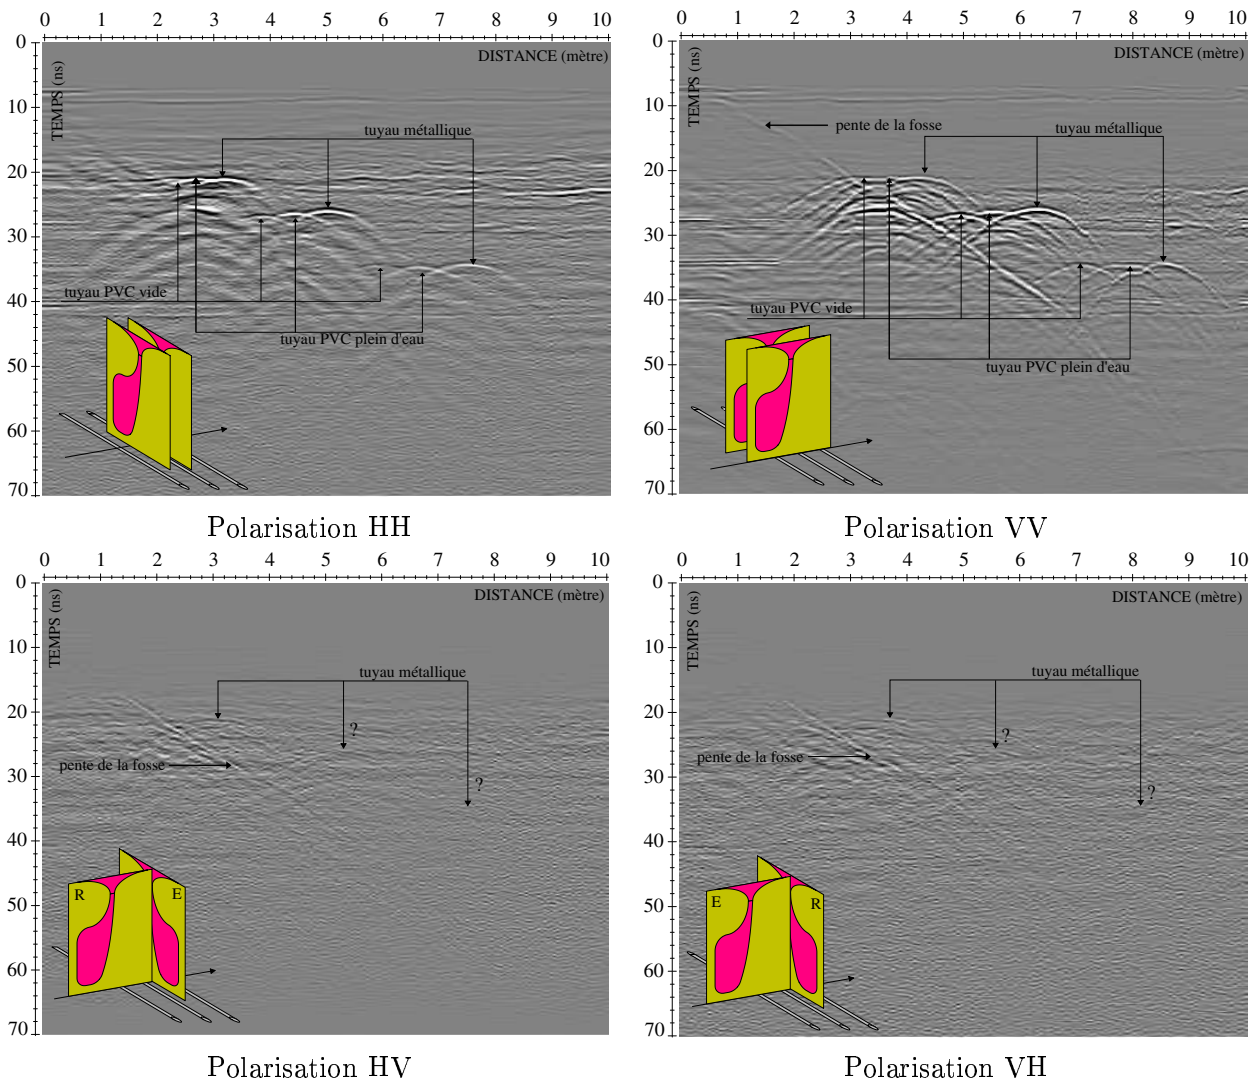 0 1 2 3 4 5 6 7 8 9 10
DISTANCE (mètre)
TEMPS (ns)
0
10
20
30
40
50
60
70
tuyau métallique
tuyau PVC vide
tuyau PVC plein d'eau
Polarisation HH
0 1 2 3 4 5 6 7 8 9 10
DISTANCE (mètre)
TEMPS (ns)
0
10
20
30
40
50
60
70
pente de la fosse
tuyau métallique
tuyau PVC vide
tuyau PVC plein d'eau
Polarisation VV
0 1 2 3 4 5 6 7 8 9 10
DISTANCE (mètre)
TEMPS (ns)
0
10
20
30
40
50
60
70
tuyau métallique
?
pente de la fosse
?
R E
Polarisation HV
0 1 2 3 4 5 6 7 8 9 10
DISTANCE (mètre)
TEMPS (ns)
0
10
20
30
40
50
60
70
tuyau métallique
?
pente de la fosse
?
E R
Polarisation VH